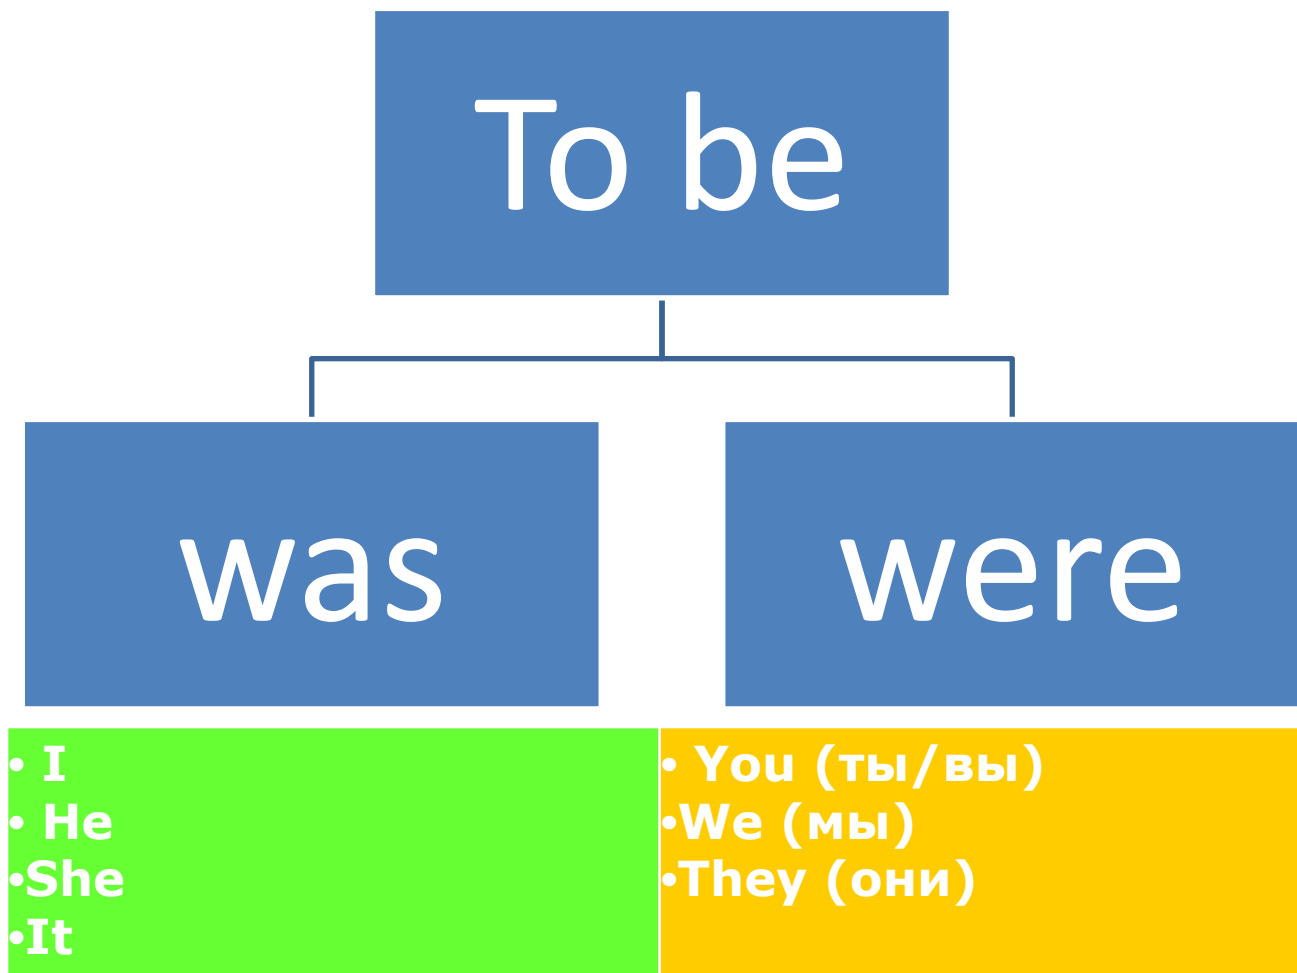 To be
was
were
• I
• He
•She
•It
• You (ты/вы)
•We (мы)
•They (они)